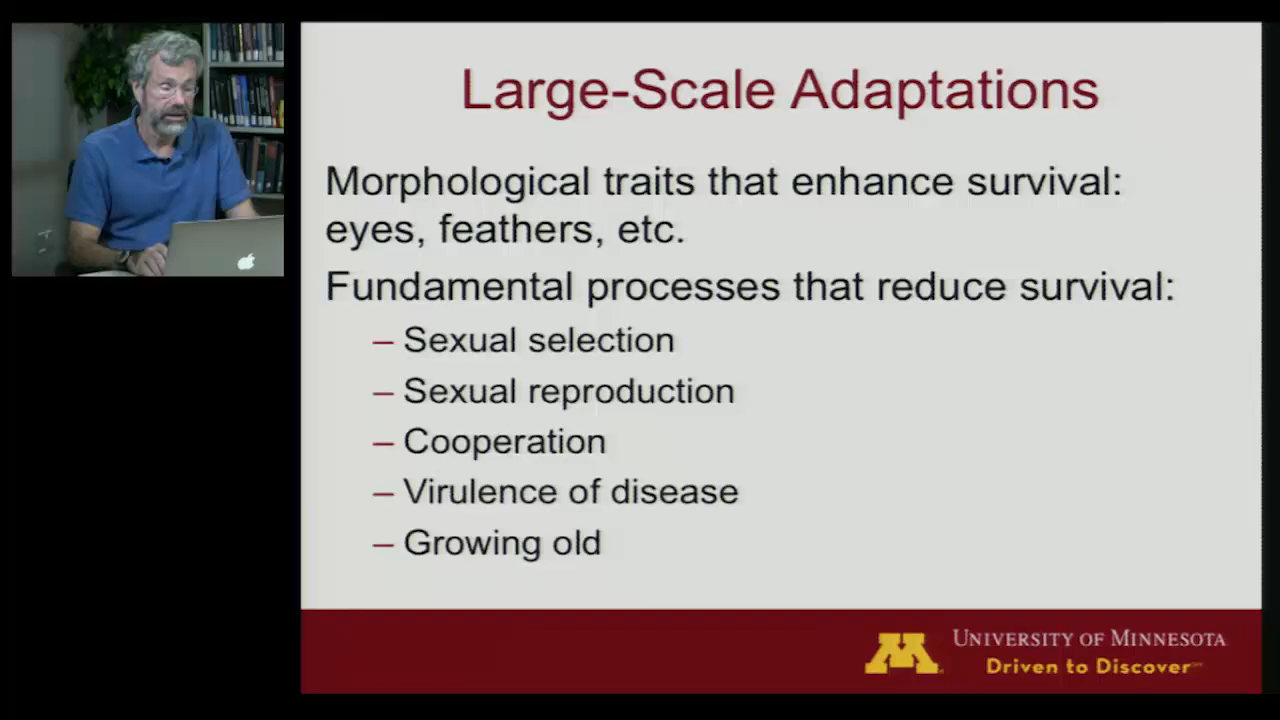 Large-Scale Adaptations
Morphological traits that enhance survival:
eyes, feathers, etc.
Fundamental processes that reduce survival:
– Sexual selection
– Sexual reproduction
– Cooperation
– Virulence of disease
– Growing old
M
UNIVERSITY OF MINNESOTA
Driven to Discover